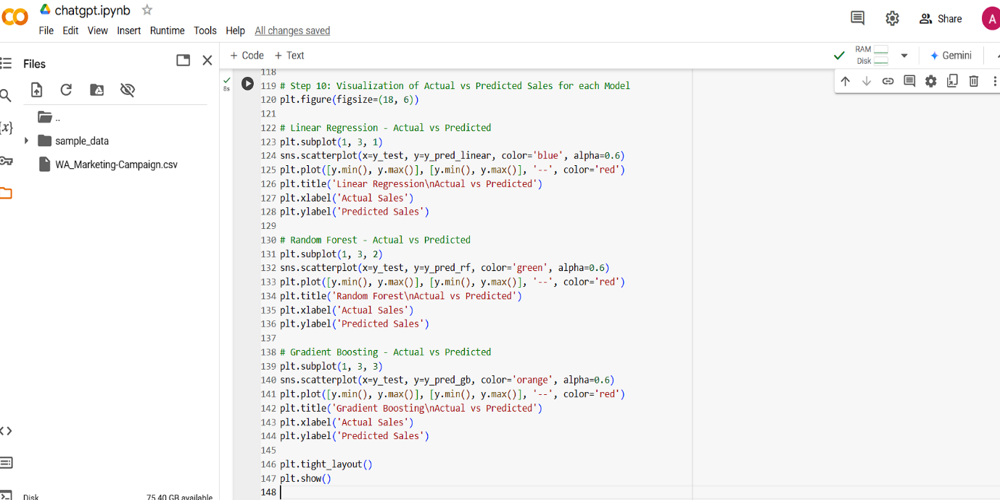 chatgpt.ipynb
File Edit View Insert Runtime Tools Help All changes saved
Share
A
Files
+ Code + Text
RAM
Disk
Gemini
..
sample_data
WA_Marketing-Campaign.csv
{x}
Disk 75.40 GB available
8s
118
119 # Step 10: Visualization of Actual vs Predicted Sales for each Model
120 plt.figure(figsize=(18, 6))
121
122 # Linear Regression - Actual vs Predicted
123 plt.subplot(1, 3, 1)
124 sns.scatterplot(x=y_test, y=y_pred_linear, color='blue', alpha=0.6)
125 plt.plot([y.min(), y.max()], [y.min(), y.max()], '--', color='red')
126 plt.title('Linear Regression\nActual vs Predicted')
127 plt.xlabel('Actual Sales')
128 plt.ylabel('Predicted Sales')
129
130 # Random Forest - Actual vs Predicted
131 plt.subplot(1, 3, 2)
132 sns.scatterplot(x=y_test, y=y_pred_rf, color='green', alpha=0.6)
133 plt.plot([y.min(), y.max()], [y.min(), y.max()], '--', color='red')
134 plt.title('Random Forest\nActual vs Predicted')
135 plt.xlabel('Actual Sales')
136 plt.ylabel('Predicted Sales')
137
138 # Gradient Boosting - Actual vs Predicted
139 plt.subplot(1, 3, 3)
140 sns.scatterplot(x=y_test, y=y_pred_gb, color='orange', alpha=0.6)
141 plt.plot([y.min(), y.max()], [y.min(), y.max()], '--', color='red')
142 plt.title('Gradient Boosting\nActual vs Predicted')
143 plt.xlabel('Actual Sales')
144 plt.ylabel('Predicted Sales')
145
146 plt.tight_layout()
147 plt.show()
148